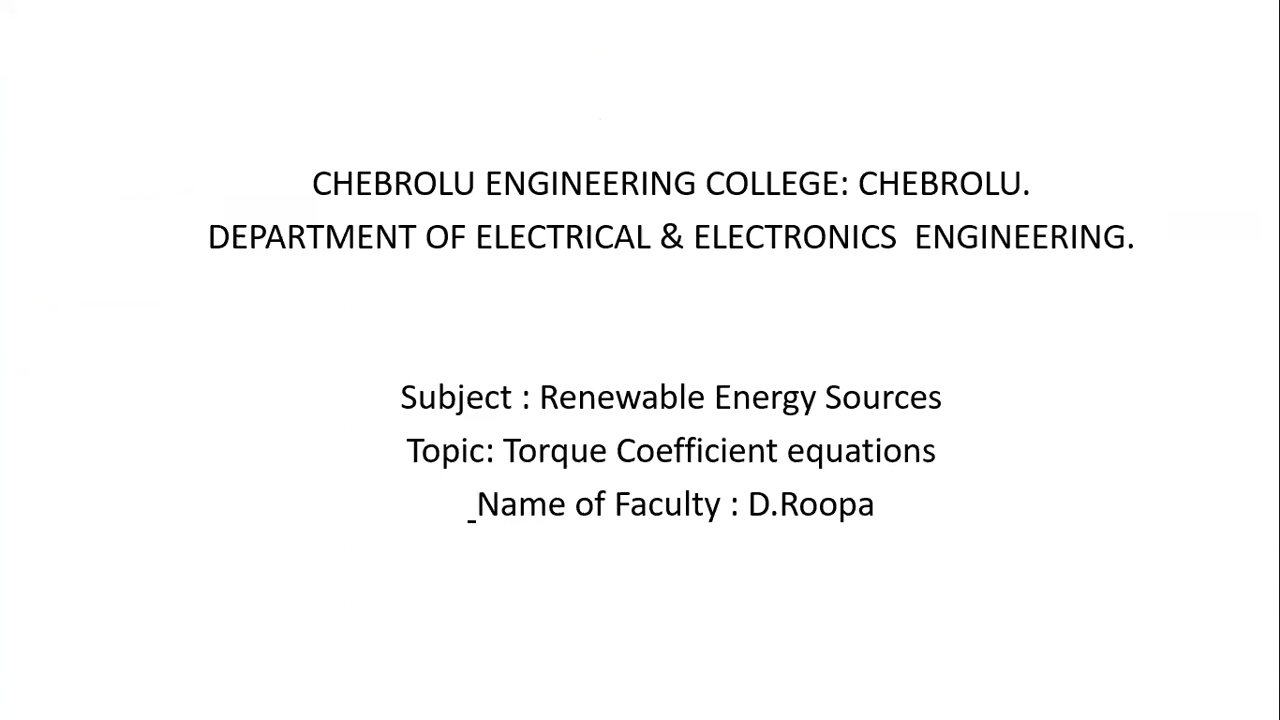 CHEBROLU ENGINEERING COLLEGE: CHEBROLU.
DEPARTMENT OF ELECTRICAL & ELECTRONICS  ENGINEERING.
Subject : Renewable Energy Sources
Topic: Torque Coefficient equations
_Name of Faculty : D.Roopa